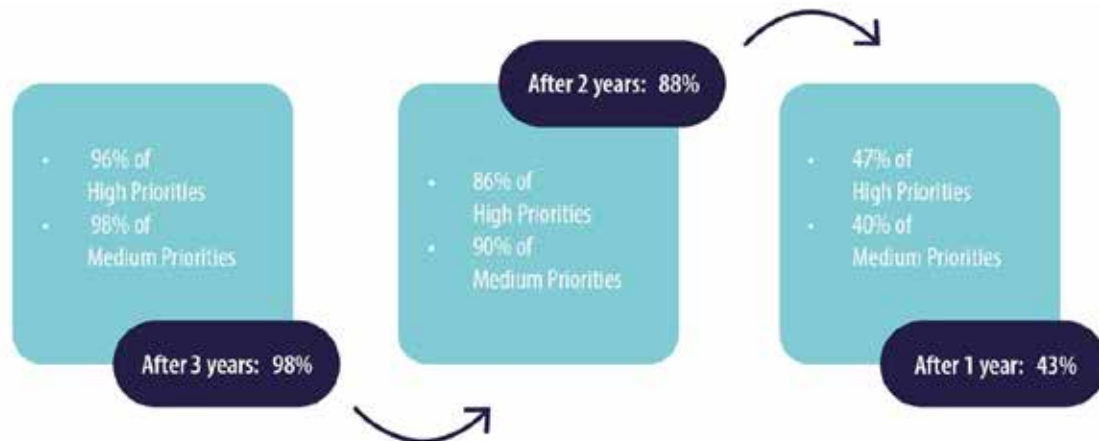 • 96% of
High Priorities
• 98% of
Medium Priorities
After 3 years: 98%
After 2 years: 88%
• 86% of
High Priorities
• 90% of
Medium Priorities
• 47% of
High Priorities
• 40% of
Medium Priorities
After 1 year: 43%